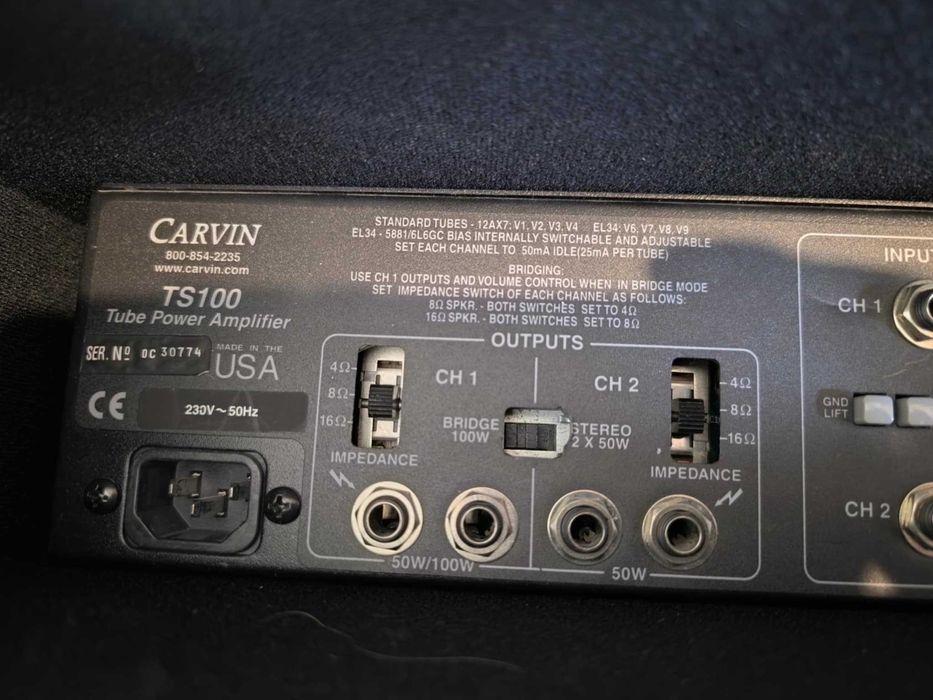 CARVIN
800-854-2235
www.carvin.com
TS100
Tube Power Amplifier
SER. Nº DC 30774
MADE IN THE
USA
CE
230V~50Hz
STANDARD TUBES - 12AX7: V1, V2, V3, V4 EL34: V6, V7, V8, V9
EL34 - 5881/6L6GC BIAS INTERNALLY SWITCHABLE AND ADJUSTABLE
SET EACH CHANNEL TO 50mA IDLE(25mA PER TUBE)
BRIDGING:
USE CH 1 OUTPUTS AND VOLUME CONTROL WHEN IN BRIDGE MODE
SET IMPEDANCE SWITCH OF EACH CHANNEL AS FOLLOWS:
8Ω SPKR. - BOTH SWITCHES SET TO 4Ω
16Ω SPKR. - BOTH SWITCHES SET TO 8Ω
OUTPUTS
4Ω
8Ω
16Ω
CH 1
IMPEDANCE
BRIDGE
100W
STEREO
2 X 50W
CH 2
4Ω
8Ω
16Ω
IMPEDANCE
50W/100W
50W
CH 1
GND
LIFT
CH 2